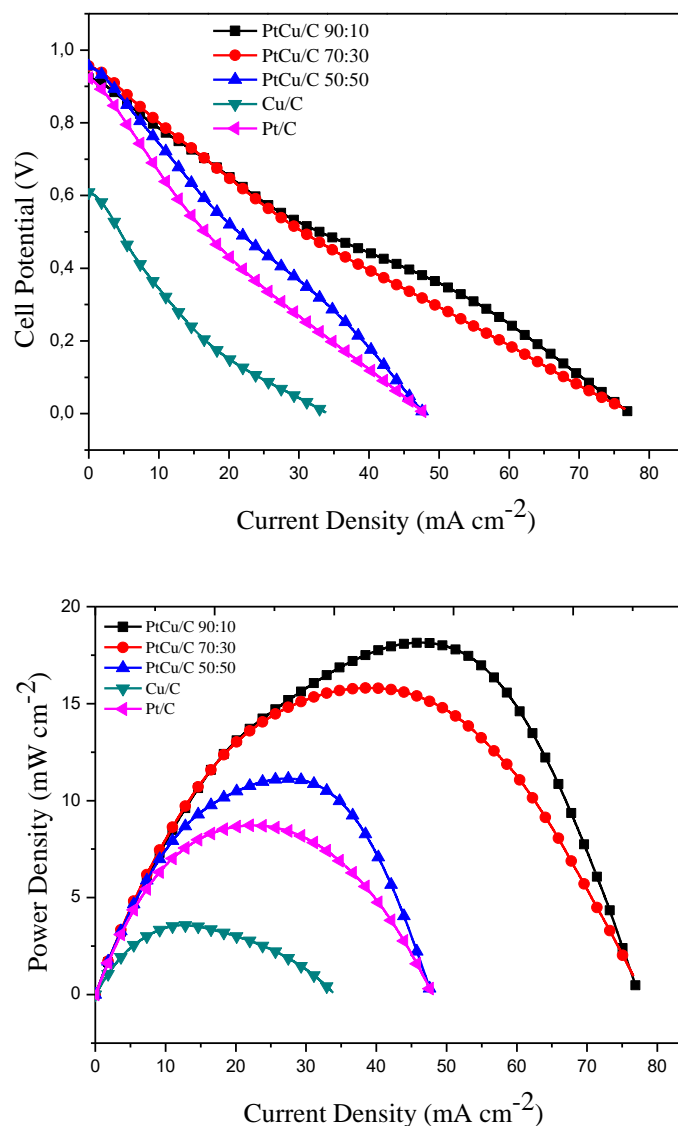 PtCu/C 90:10
PtCu/C 70:30
PtCu/C 50:50
Cu/C
Pt/C
1,0
0,8
0,6
0,4
0,2
0,0
Cell Potential (V)
0 10 20 30 40 50 60 70 80
Current Density (mA cm-2)
PtCu/C 90:10
PtCu/C 70:30
PtCu/C 50:50
Cu/C
Pt/C
20
15
10
5
0
Power Density (mW cm-2)
0 10 20 30 40 50 60 70 80
Current Density (mA cm-2)